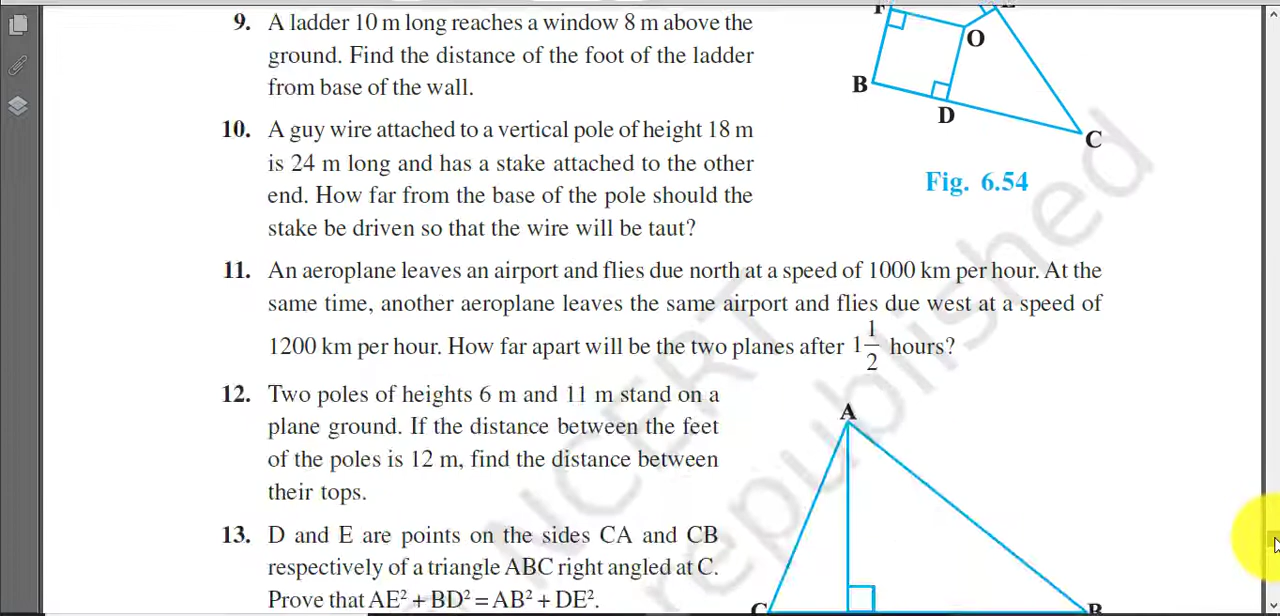 9. A ladder 10 m long reaches a window 8 m above the
ground. Find the distance of the foot of the ladder
from base of the wall.
10. A guy wire attached to a vertical pole of height 18 m
is 24 m long and has a stake attached to the other
end. How far from the base of the pole should the
stake be driven so that the wire will be taut?
O
B
D
C
Fig. 6.54
11. An aeroplane leaves an airport and flies due north at a speed of 1000 km per hour. At the
same time, another aeroplane leaves the same airport and flies due west at a speed of
1200 km per hour. How far apart will be the two planes after 1 1/2 hours?
12. Two poles of heights 6 m and 11 m stand on a
plane ground. If the distance between the feet
of the poles is 12 m, find the distance between
their tops.
13. D and E are points on the sides CA and CB
respectively of a triangle ABC right angled at C.
Prove that AE² + BD² = AB² + DE².
A
C
B
NCERT
republished